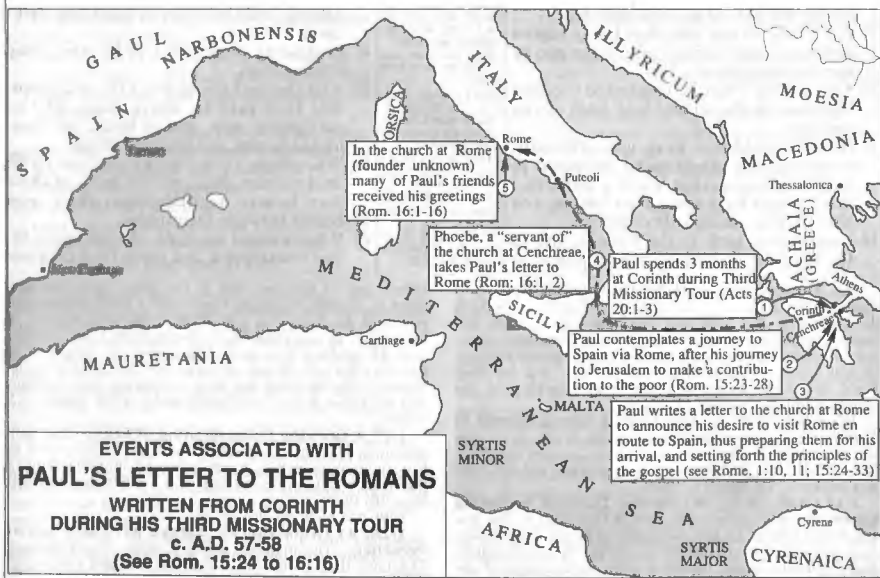 GAUL
NARBONENSIS
SPAIN
ITALY
ILLYRICUM
MOESIA
MACEDONIA
Thessalonica
ACHAIA
(GREECE)
Athens
Corinth
Cenchreae
ORSICA
Rome
Puteoli
In the church at Rome
(founder unknown)
many of Paul's friends
received his greetings
(Rom. 16:1-16)
5
Phoebe, a "servant of"
the church at Cenchreae,
takes Paul's letter to
Rome (Rom: 16:1, 2)
4
Paul spends 3 months
at Corinth during Third
Missionary Tour (Acts
20:1-3)
1
Paul contemplates a journey to
Spain via Rome, after his journey
to Jerusalem to make a contribu-
tion to the poor (Rom. 15:23-28)
2
3
Paul writes a letter to the church at Rome
to announce his desire to visit Rome en
route to Spain, thus preparing them for his
arrival, and setting forth the principles of
the gospel (see Rome. 1:10, 11; 15:24-33)
MEDITERRANEAN SEA
SICILY
Carthage
MAURETANIA
MALTA
SYRTIS
MINOR
AFRICA
SYRTIS
MAJOR
Cyrene
CYRENAICA
EVENTS ASSOCIATED WITH
PAUL'S LETTER TO THE ROMANS
WRITTEN FROM CORINTH
DURING HIS THIRD MISSIONARY TOUR
c. A.D. 57-58
(See Rom. 15:24 to 16:16)